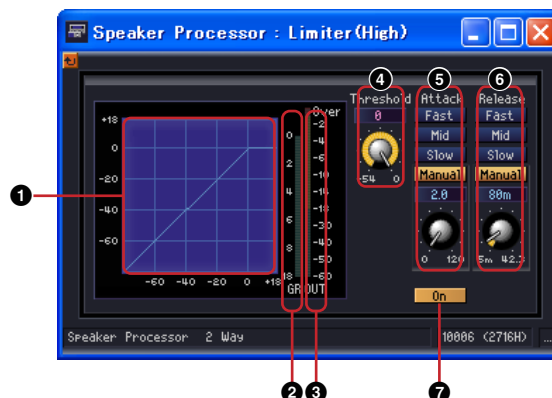 Speaker Processor : Limiter(High)
4 5 6
Threshold Attack Release
0 Fast Fast
Mid Mid
Slow Slow
-54 0 Manual Manual
2.0 80m
0 120 5m 42.3
On
+18
0
-20
-40
-60
-60 -40 -20 0 +18
0
2
4
6
8
18
GR
Over
-2
-4
-6
-10
-14
-18
-30
-40
-50
-60
OUT
1
Speaker Processor 2 Way 10006 (2716H) ...
2 3 7